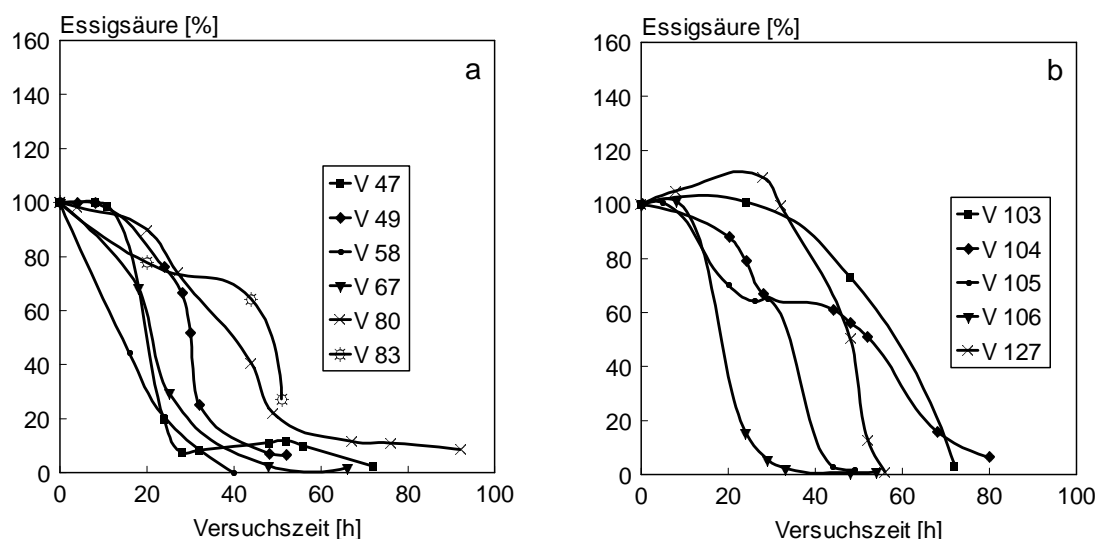 Essigsäure [%]
160
140
120
100
80
60
40
20
0
0 20 40 60 80 100
Versuchszeit [h]
a
V 47
V 49
V 58
V 67
V 80
V 83
Essigsäure [%]
160
140
120
100
80
60
40
20
0
0 20 40 60 80 100
Versuchszeit [h]
b
V 103
V 104
V 105
V 106
V 127